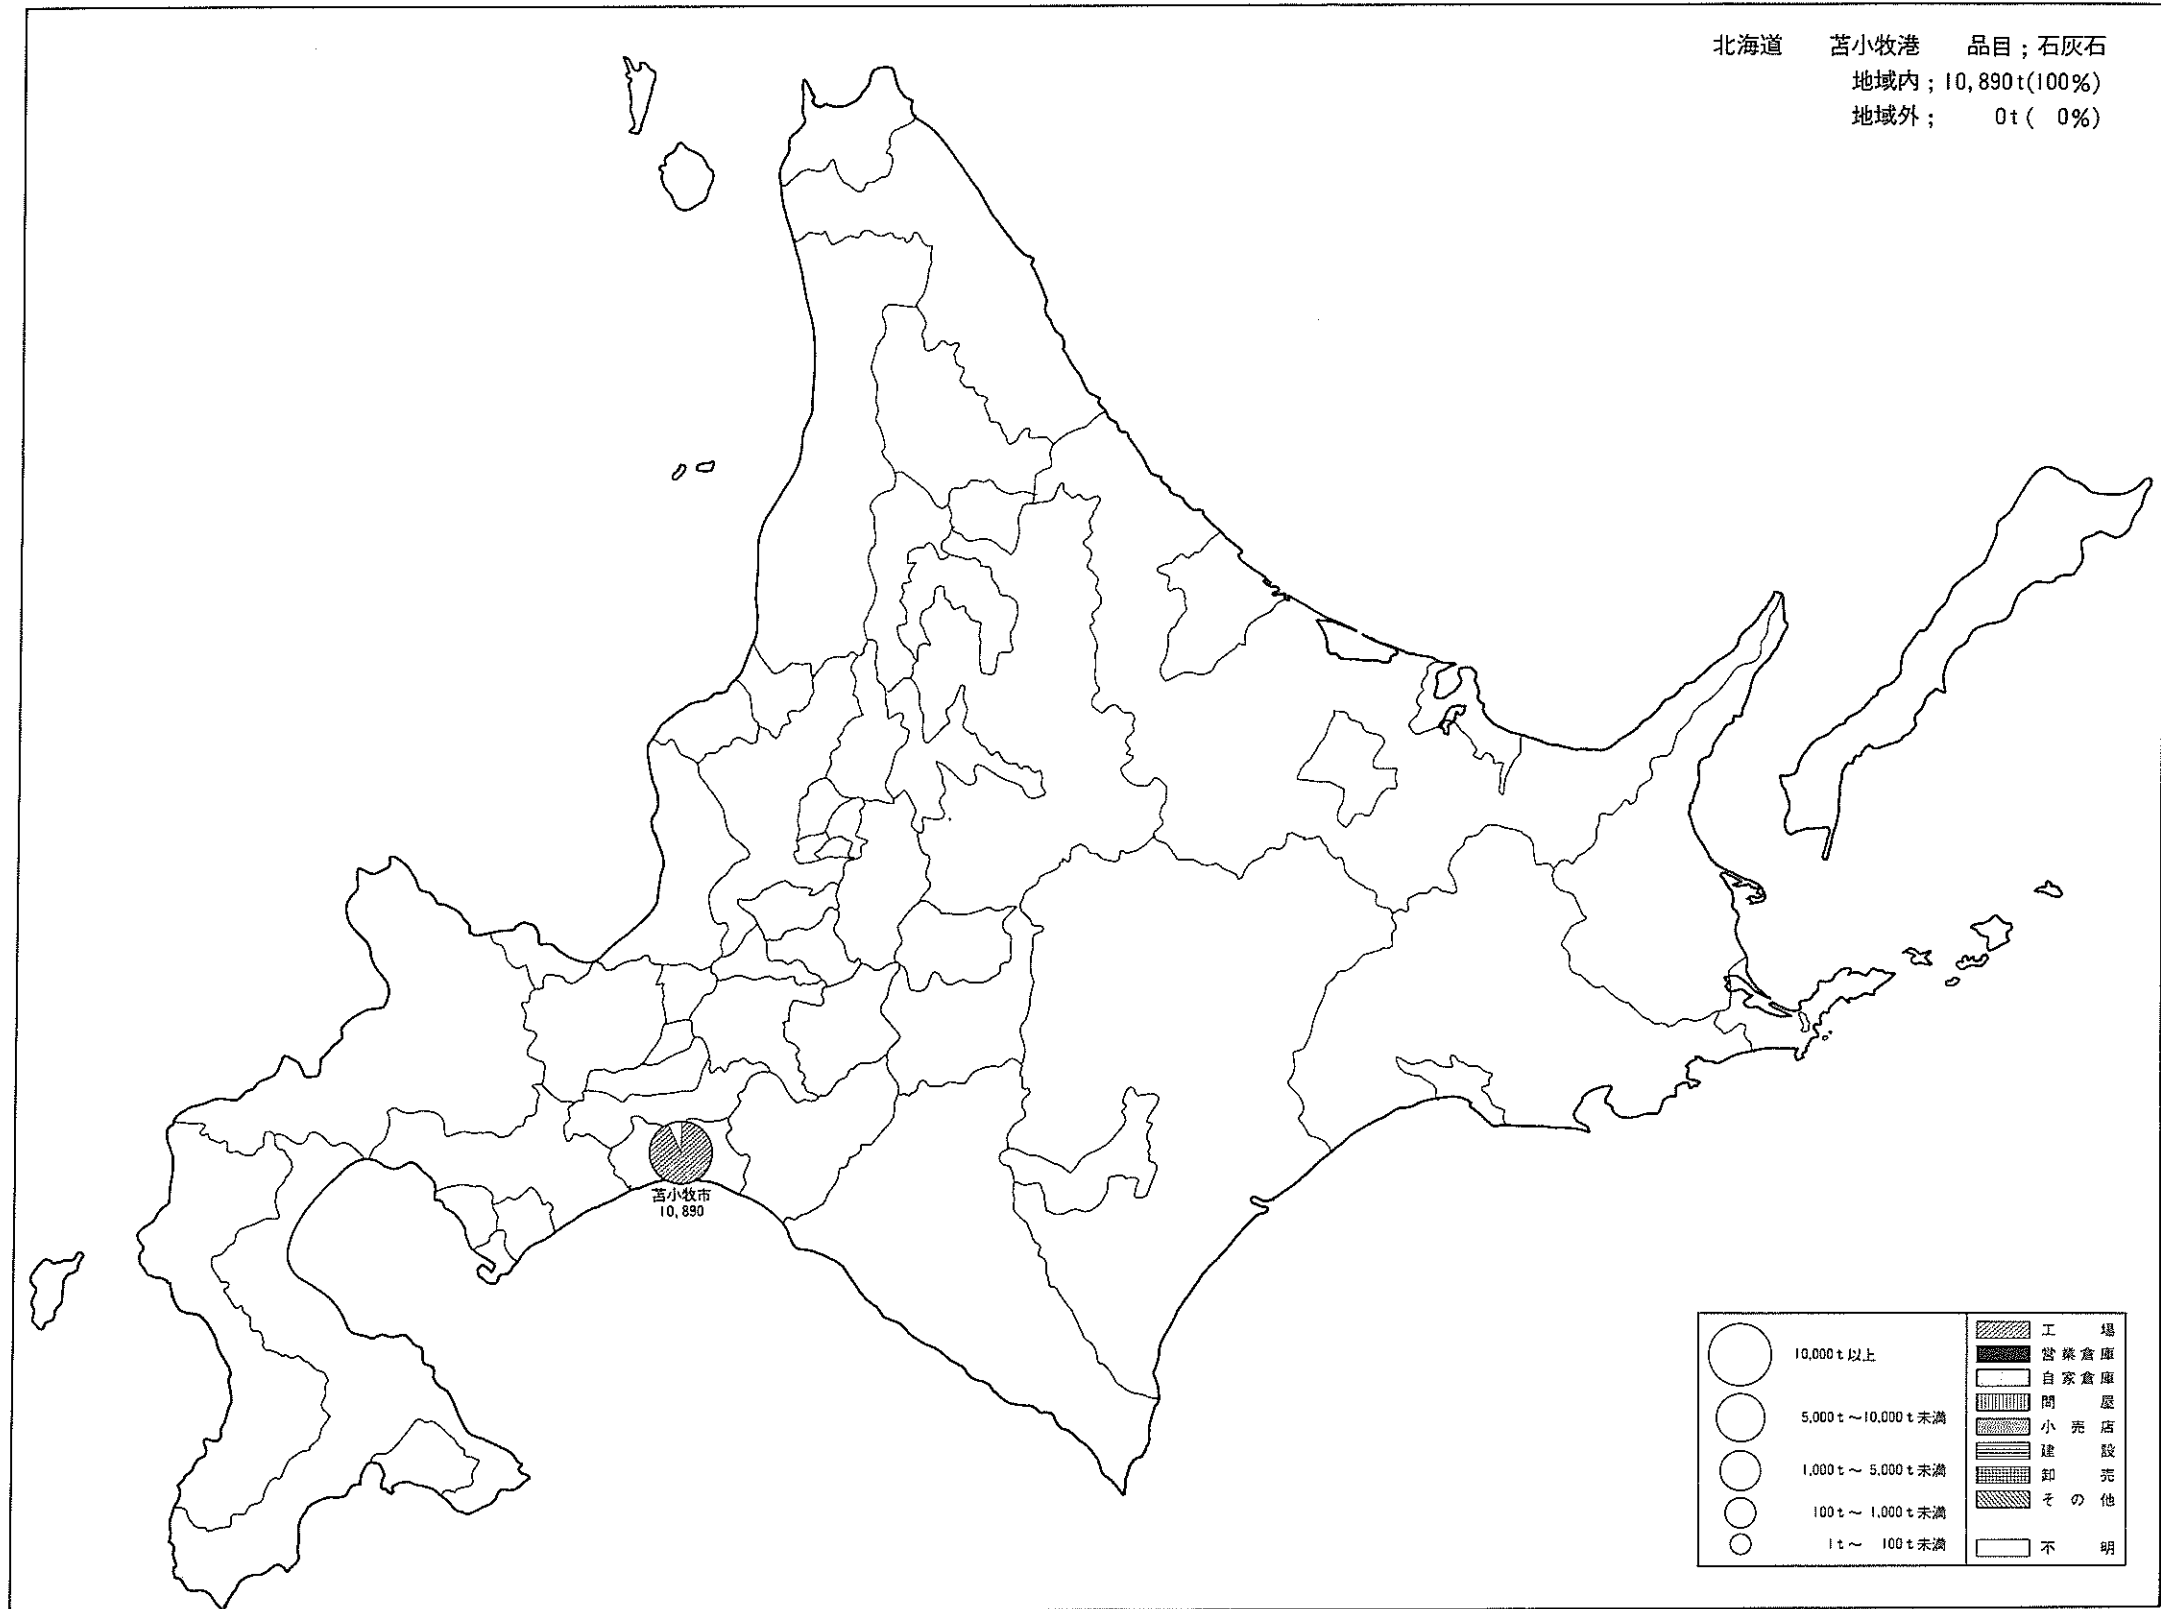 北海道 苫小牧港 品目;石灰石
地域内;10,890t(100%)
地域外; 0t( 0%)
苫小牧市
10,890
10,000t以上
5,000t~10,000t未満
1,000t~ 5,000t未満
100t~ 1,000t未満
1t~ 100t未満
工場
営業倉庫
自家倉庫
問屋
小売店
建設
卸売
その他
不明